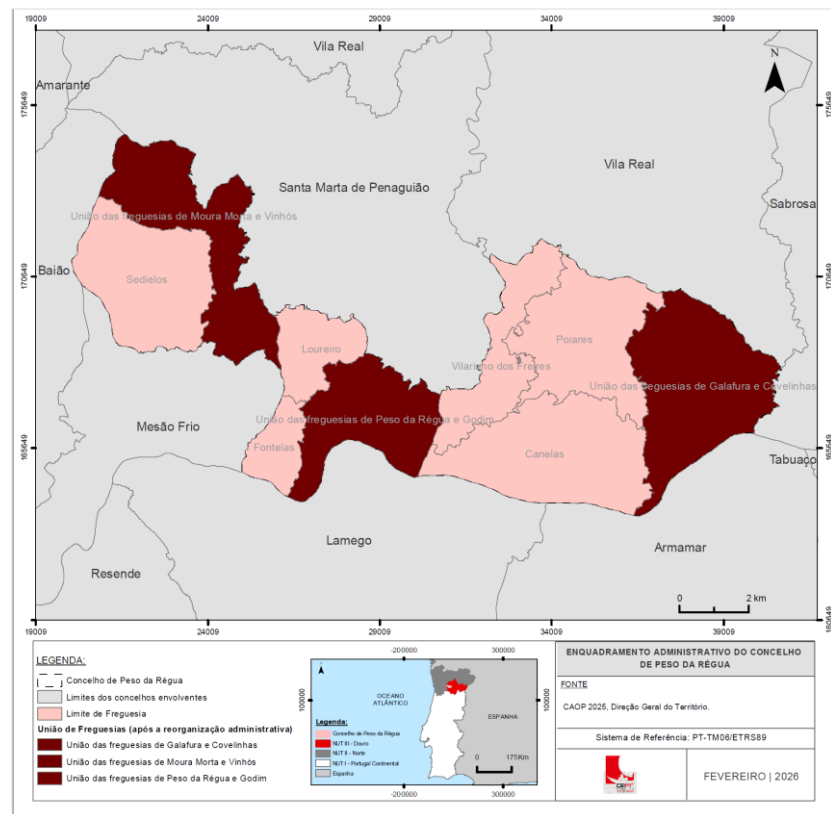 19009 24009 29009 34009 39009
Vila Real
N
Amarante
175649 175649
Vila Real
Santa Marta de Penaguião
Sabrosa
União das freguesias de Moura Morta e Vinhós
Baião
170649 170649
Sedielos
Loureiro
Poiares
Vilarinho dos Freires
União das freguesias de Galafura e Covelinhas
União das freguesias de Peso da Régua e Godim
Mesão Frio
Fontelas
Canelas
165649 165649
Tabuaço
Lamego
Armamar
Resende
0 2 km
160649 160649
19009 24009 29009 34009 39009
LEGENDA:
Concelho de Peso da Régua
Limites dos concelhos envolventes
Limite de Freguesia
União de Freguesias (após a reorganização administrativa)
União das freguesias de Galafura e Covelinhas
União das freguesias de Moura Morta e Vinhós
União das freguesias de Peso da Régua e Godim
-200000 300000
100000 100000
OCEANO
ATLÂNTICO
ESPANHA
Legenda:
Concelho de Peso da Régua
NUT III - Douro
NUT II - Norte
NUT I - Portugal Continental
Espanha
0 175Km
-200000 300000
ENQUADRAMENTO ADMINISTRATIVO DO CONCELHO
DE PESO DA RÉGUA
FONTE
CAOP 2025, Direção Geral do Território.
Sistema de Referência: PT-TM06/ETRS89
FEVEREIRO | 2026